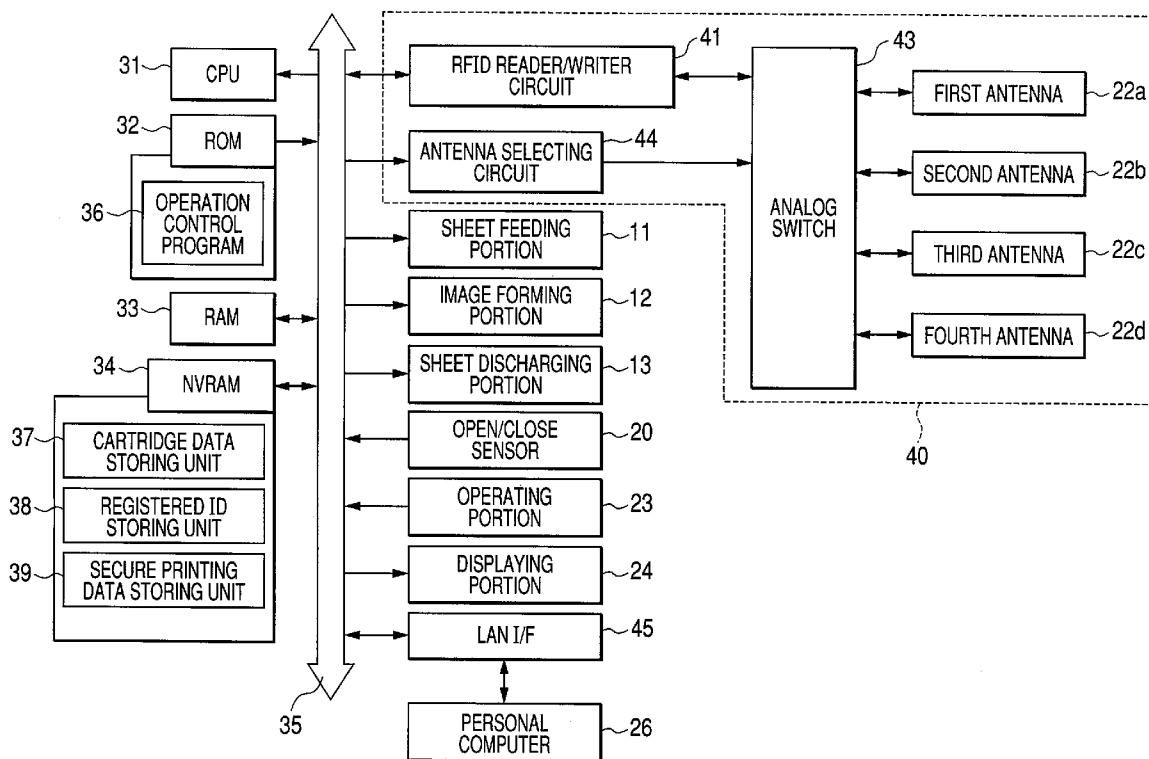 31
CPU
32
ROM
36
OPERATION
CONTROL
PROGRAM
33
RAM
34
NVRAM
37
CARTRIDGE DATA
STORING UNIT
38
REGISTERED ID
STORING UNIT
39
SECURE PRINTING
DATA STORING UNIT
35
RFID READER/WRITER
CIRCUIT
41
ANTENNA SELECTING
CIRCUIT
44
SHEET FEEDING
PORTION
11
IMAGE FORMING
PORTION
12
SHEET DISCHARGING
PORTION
13
OPEN/CLOSE
SENSOR
20
OPERATING
PORTION
23
DISPLAYING
PORTION
24
LAN I/F
45
PERSONAL
COMPUTER
26
43
ANALOG
SWITCH
FIRST ANTENNA
22a
SECOND ANTENNA
22b
THIRD ANTENNA
22c
FOURTH ANTENNA
22d
40